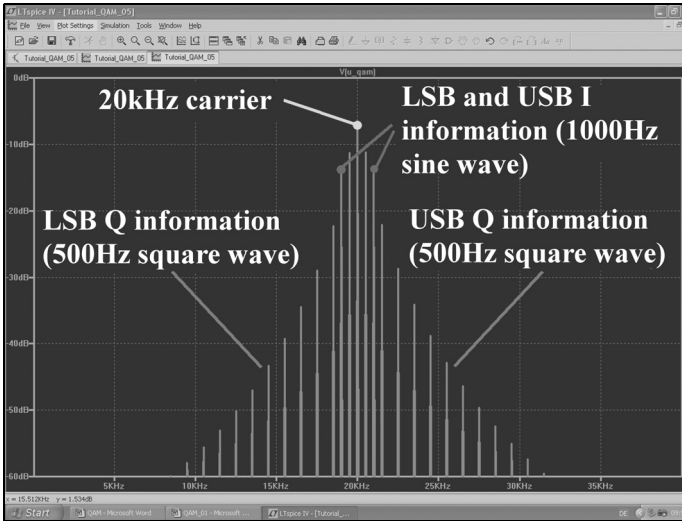 LTspice IV - [Tutorial_QAM_05]
File View Plot Settings Simulation Tools Window Help
Tutorial_QAM_05 Tutorial_QAM_05 Tutorial_QAM_05
V[u_qam]
0dB
-10dB
-20dB
-30dB
-40dB
-50dB
-60dB
20kHz carrier
LSB and USB I
information (1000Hz
sine wave)
LSB Q information
(500Hz square wave)
USB Q information
(500Hz square wave)
5KHz 10KHz 15KHz 20KHz 25KHz 30KHz 35KHz
x = 15.512KHz y = 1.534dB
Start QAM - Microsoft Word QAM_01 - Microsoft ... LTspice IV - [Tutorial_... DE